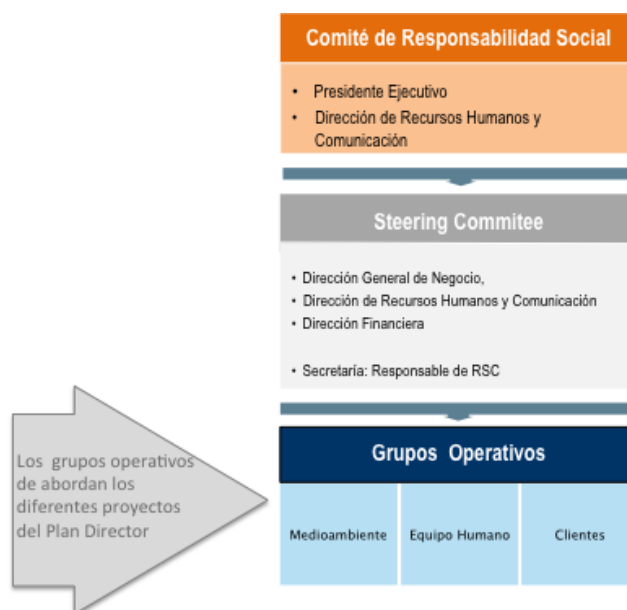 Comité de Responsabilidad Social
• Presidente Ejecutivo
• Dirección de Recursos Humanos y
Comunicación
Steering Commitee
• Dirección General de Negocio,
• Dirección de Recursos Humanos y Comunicación
• Dirección Financiera
• Secretaría: Responsable de RSC
Los grupos operativos
de abordan los
diferentes proyectos
del Plan Director
Grupos Operativos
Medioambiente
Equipo Humano
Clientes